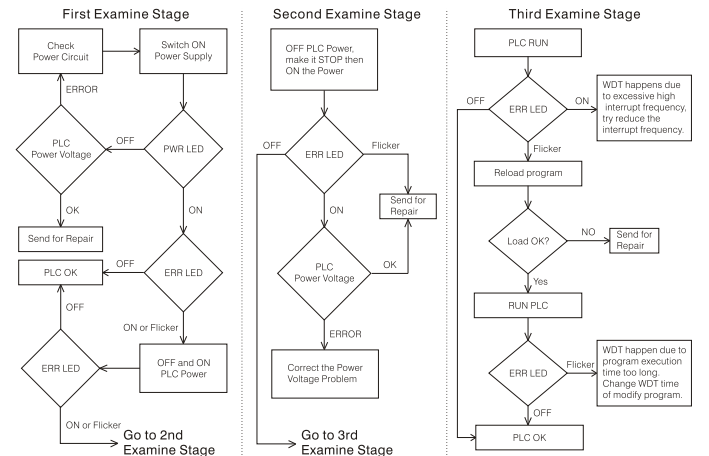 First Examine Stage
Check
Power Circuit
Switch ON
Power Supply
ERROR
PLC
Power Voltage
OFF
PWR LED
OK
ON
Send for Repair
PLC OK
OFF
ERR LED
OFF
ON or Flicker
ERR LED
OFF and ON
PLC Power
ON or Flicker
Go to 2nd
Examine Stage
Second Examine Stage
OFF PLC Power,
make it STOP then
ON the Power
OFF
ERR LED
Flicker
Send for
Repair
ON
PLC
Power Voltage
OK
ERROR
Correct the Power
Voltage Problem
Go to 3rd
Examine Stage
Third Examine Stage
PLC RUN
OFF
ERR LED
ON
WDT happens due
to excessive high
interrupt frequency,
try reduce the
interrupt frequency.
Flicker
Reload program
Load OK?
NO
Send for
Repair
Yes
RUN PLC
ERR LED
Flicker
WDT happen due to
program execution
time too long.
Change WDT time
of modify program.
OFF
PLC OK